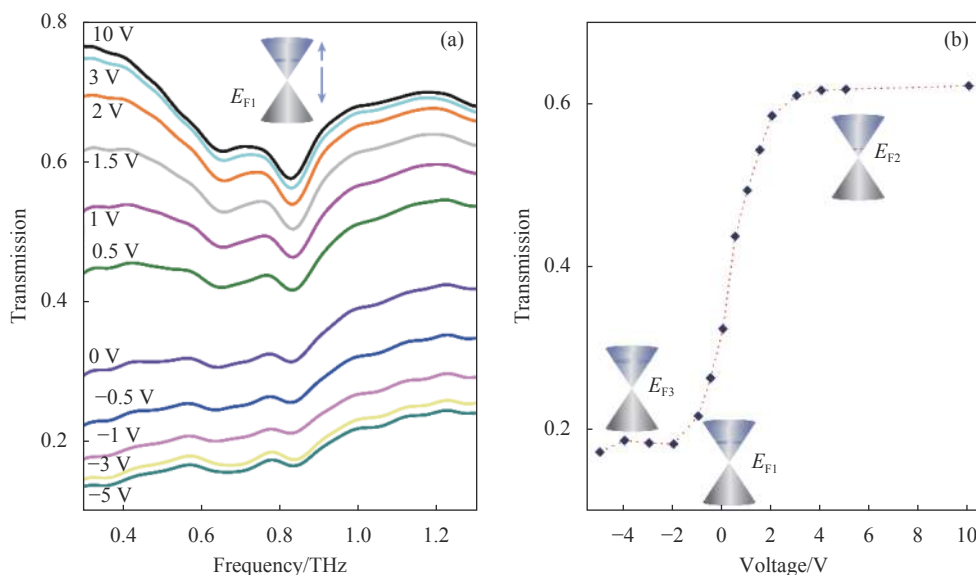 (a)
10 V
3 V
2 V
1.5 V
1 V
0.5 V
0 V
−0.5 V
−1 V
−3 V
−5 V
E_F1
0.8
0.6
0.4
0.2
Transmission
0.4 0.6 0.8 1.0 1.2
Frequency/THz
(b)
E_F2
E_F3
E_F1
0.6
0.4
0.2
Transmission
−4 −2 0 2 4 6 8 10
Voltage/V